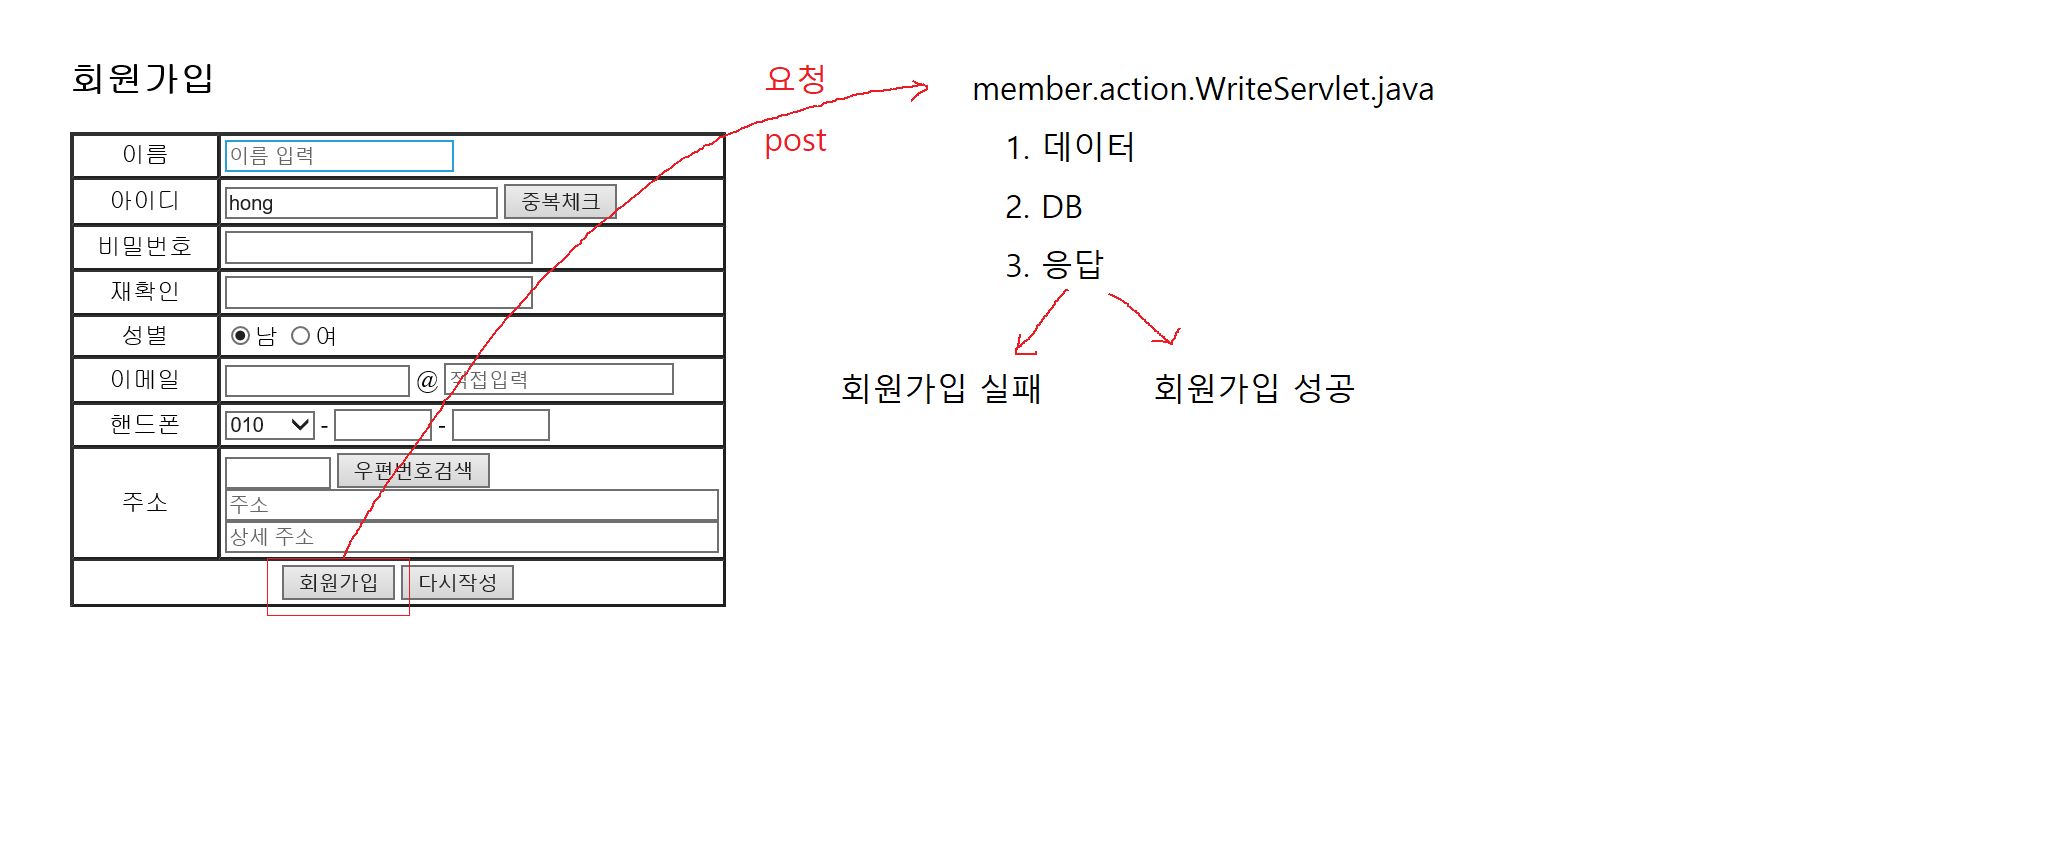 회원가입
이름 이름 입력
아이디 hong 중복체크
비밀번호
재확인
성별 남 여
이메일 @ 직접입력
핸드폰 010 - -
주소 우편번호검색
주소
상세 주소
회원가입 다시작성
요청
post
member.action.WriteServlet.java
1. 데이터
2. DB
3. 응답
회원가입 실패 회원가입 성공